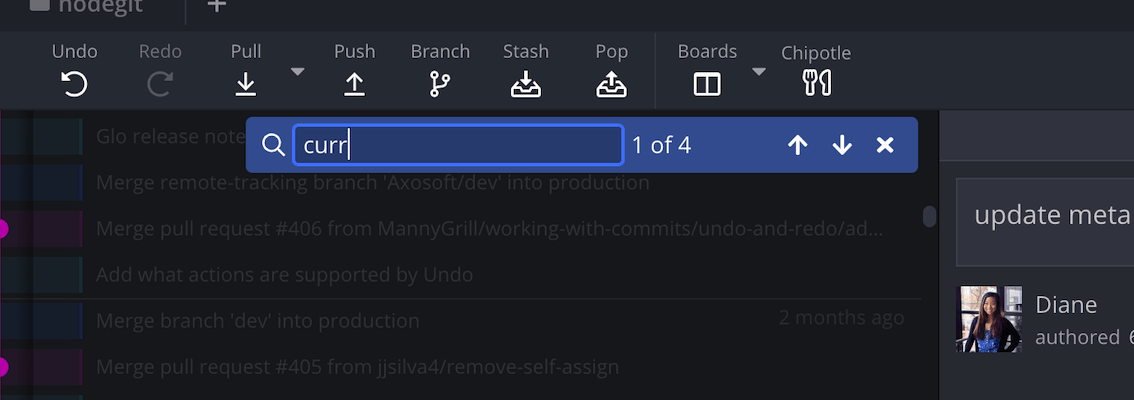 nodegit
Undo Redo Pull Push Branch Stash Pop Boards Chipotle
Glo release note
curr 1 of 4
Merge remote-tracking branch 'Axosoft/dev' into production
Merge pull request #406 from MannyGrill/working-with-commits/undo-and-redo/ad...
Add what actions are supported by Undo
Merge branch 'dev' into production 2 months ago
Merge pull request #405 from jjsilva4/remove-self-assign
update meta
Diane
authored 6